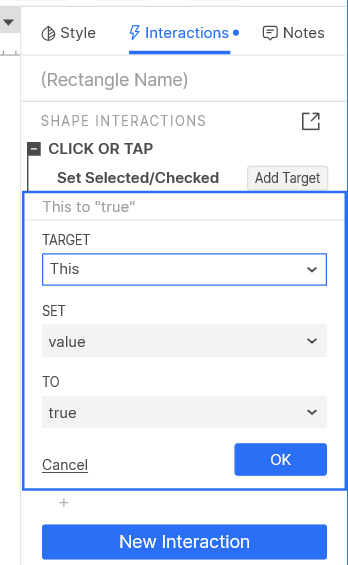 Style Interactions Notes
(Rectangle Name)
SHAPE INTERACTIONS
CLICK OR TAP
Set Selected/Checked Add Target
This to "true"
TARGET
This
SET
value
TO
true
Cancel OK
+
New Interaction